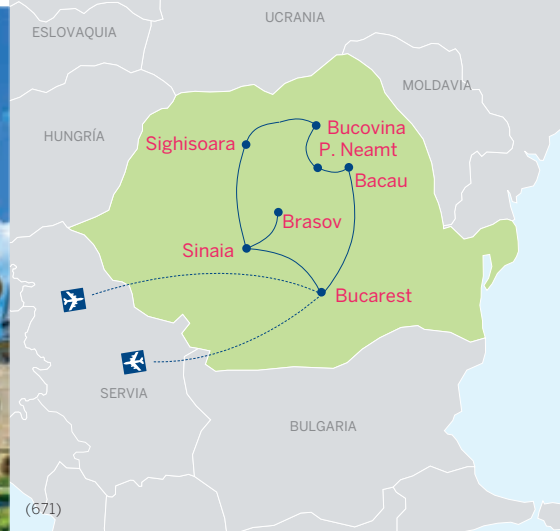 UCRANIA
ESLOVAQUIA
MOLDAVIA
HUNGRÍA
Bucovina
Sighisoara
P. Neamt
Bacau
Brasov
Sinaia
Bucarest
SERVIA
BULGARIA
(671)